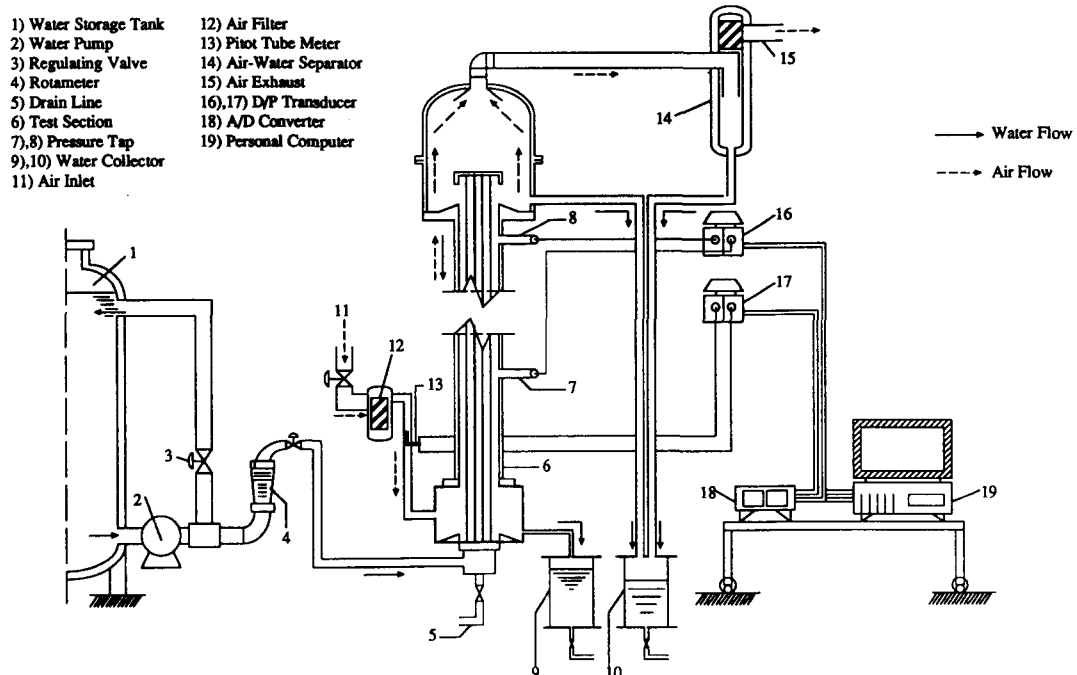 1) Water Storage Tank
2) Water Pump
3) Regulating Valve
4) Rotameter
5) Drain Line
6) Test Section
7),8) Pressure Tap
9),10) Water Collector
11) Air Inlet
12) Air Filter
13) Pitot Tube Meter
14) Air-Water Separator
15) Air Exhaust
16),17) D/P Transducer
18) A/D Converter
19) Personal Computer
Water Flow
Air Flow
15
14
1
8
16
17
11
12
13
7
3
2
4
6
18
19
5
9
10